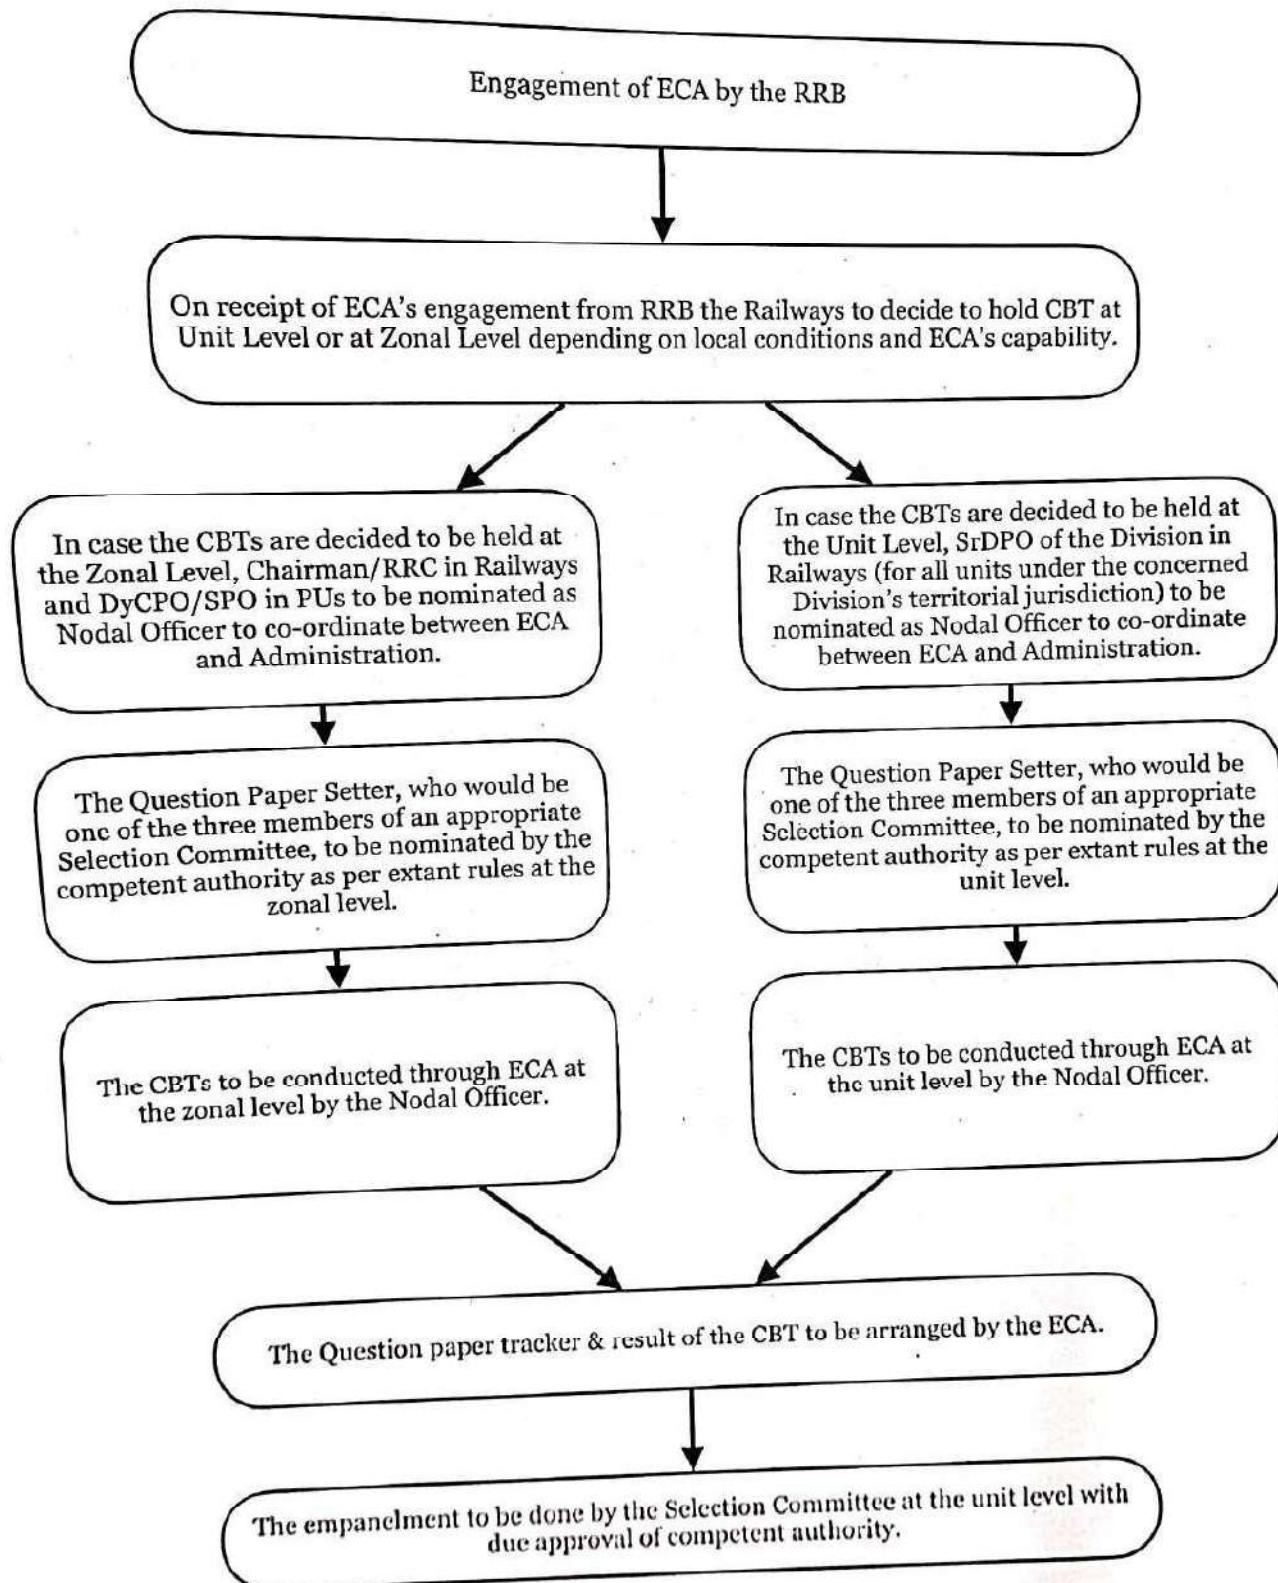 Engagement of ECA by the RRB
On receipt of ECA's engagement from RRB the Railways to decide to hold CBT at
Unit Level or at Zonal Level depending on local conditions and ECA's capability.
In case the CBTs are decided to be held at
the Zonal Level, Chairman/RRC in Railways
and DyCPO/SPO in PUs to be nominated as
Nodal Officer to co-ordinate between ECA
and Administration.
The Question Paper Setter, who would be
one of the three members of an appropriate
Selection Committee, to be nominated by the
competent authority as per extant rules at the
zonal level.
The CBTs to be conducted through ECA at
the zonal level by the Nodal Officer.
In case the CBTs are decided to be held at
the Unit Level, SrDPO of the Division in
Railways (for all units under the concerned
Division's territorial jurisdiction) to be
nominated as Nodal Officer to co-ordinate
between ECA and Administration.
The Question Paper Setter, who would be
one of the three members of an appropriate
Selection Committee, to be nominated by the
competent authority as per extant rules at the
unit level.
The CBTs to be conducted through ECA at
the unit level by the Nodal Officer.
The Question paper tracker & result of the CBT to be arranged by the ECA.
The empanelment to be done by the Selection Committee at the unit level with
due approval of competent authority.